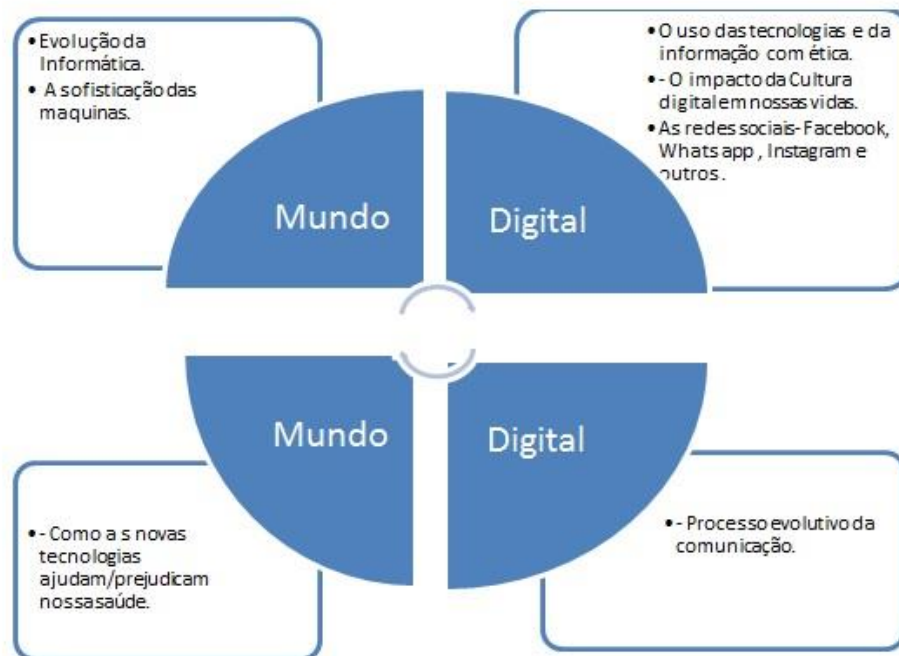 •Evolução da
Informática.
• A sofisticação das
maquinas.
•O uso das tecnologias e da
informação com ética.
•- O impacto da Cultura
digital em nossas vidas.
•As redes sociais- Facebook,
Whats app , Instagram e
outros .
Mundo
Digital
Mundo
Digital
•- Como a s novas
tecnologias
ajudam/prejudicam
nossa saúde.
•- Processo evolutivo da
comunicação.